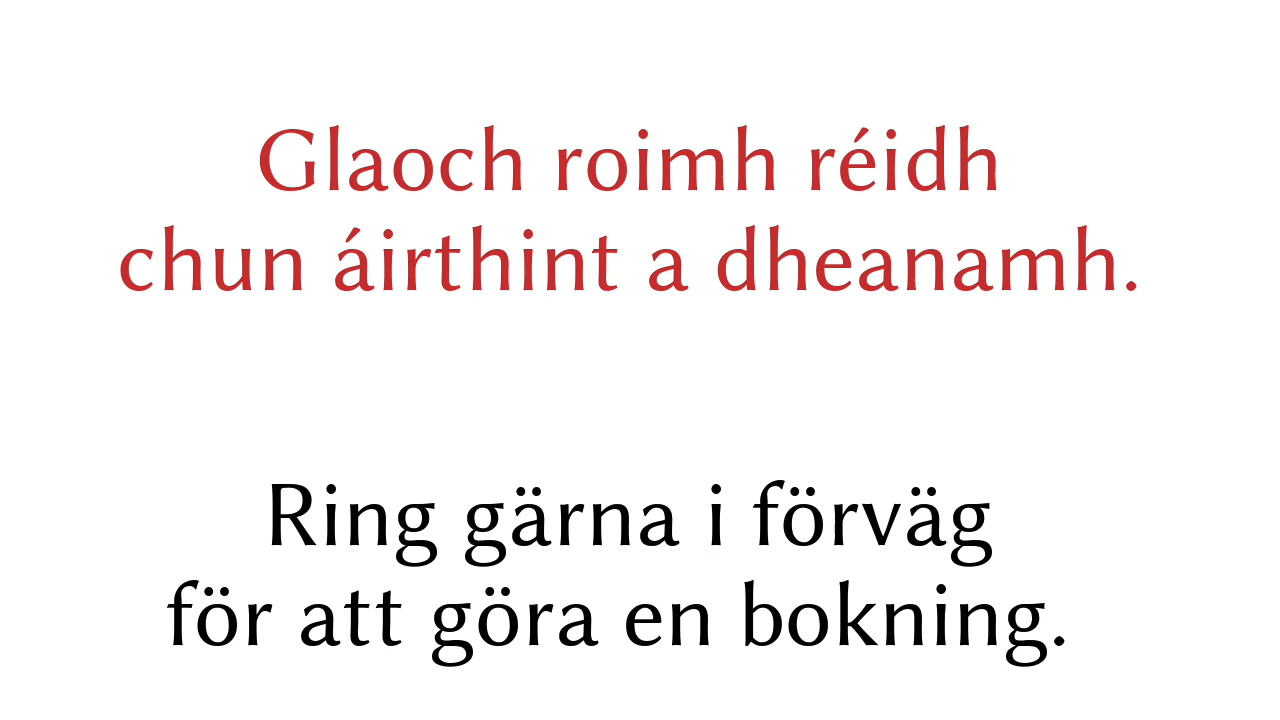 Glaoch roimh réidh
chun áirthint a dheanamh.
Ring gärna i förväg
för att göra en bokning.